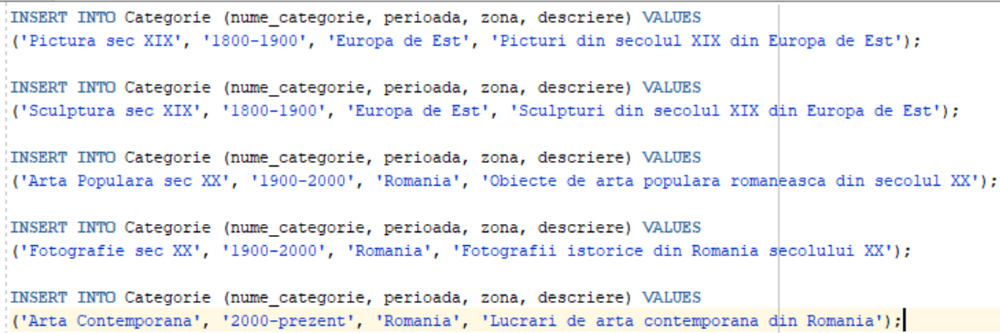 INSERT INTO Categorie (nume_categorie, perioada, zona, descriere) VALUES
('Pictura sec XIX', '1800-1900', 'Europa de Est', 'Picturi din secolul XIX din Europa de Est');
INSERT INTO Categorie (nume_categorie, perioada, zona, descriere) VALUES
('Sculptura sec XIX', '1800-1900', 'Europa de Est', 'Sculpturi din secolul XIX din Europa de Est');
INSERT INTO Categorie (nume_categorie, perioada, zona, descriere) VALUES
('Arta Populara sec XX', '1900-2000', 'Romania', 'Obiecte de arta populara romaneasca din secolul XX');
INSERT INTO Categorie (nume_categorie, perioada, zona, descriere) VALUES
('Fotografie sec XX', '1900-2000', 'Romania', 'Fotografii istorice din Romania secolului XX');
INSERT INTO Categorie (nume_categorie, perioada, zona, descriere) VALUES
('Arta Contemporana', '2000-prezent', 'Romania', 'Lucrari de arta contemporana din Romania');